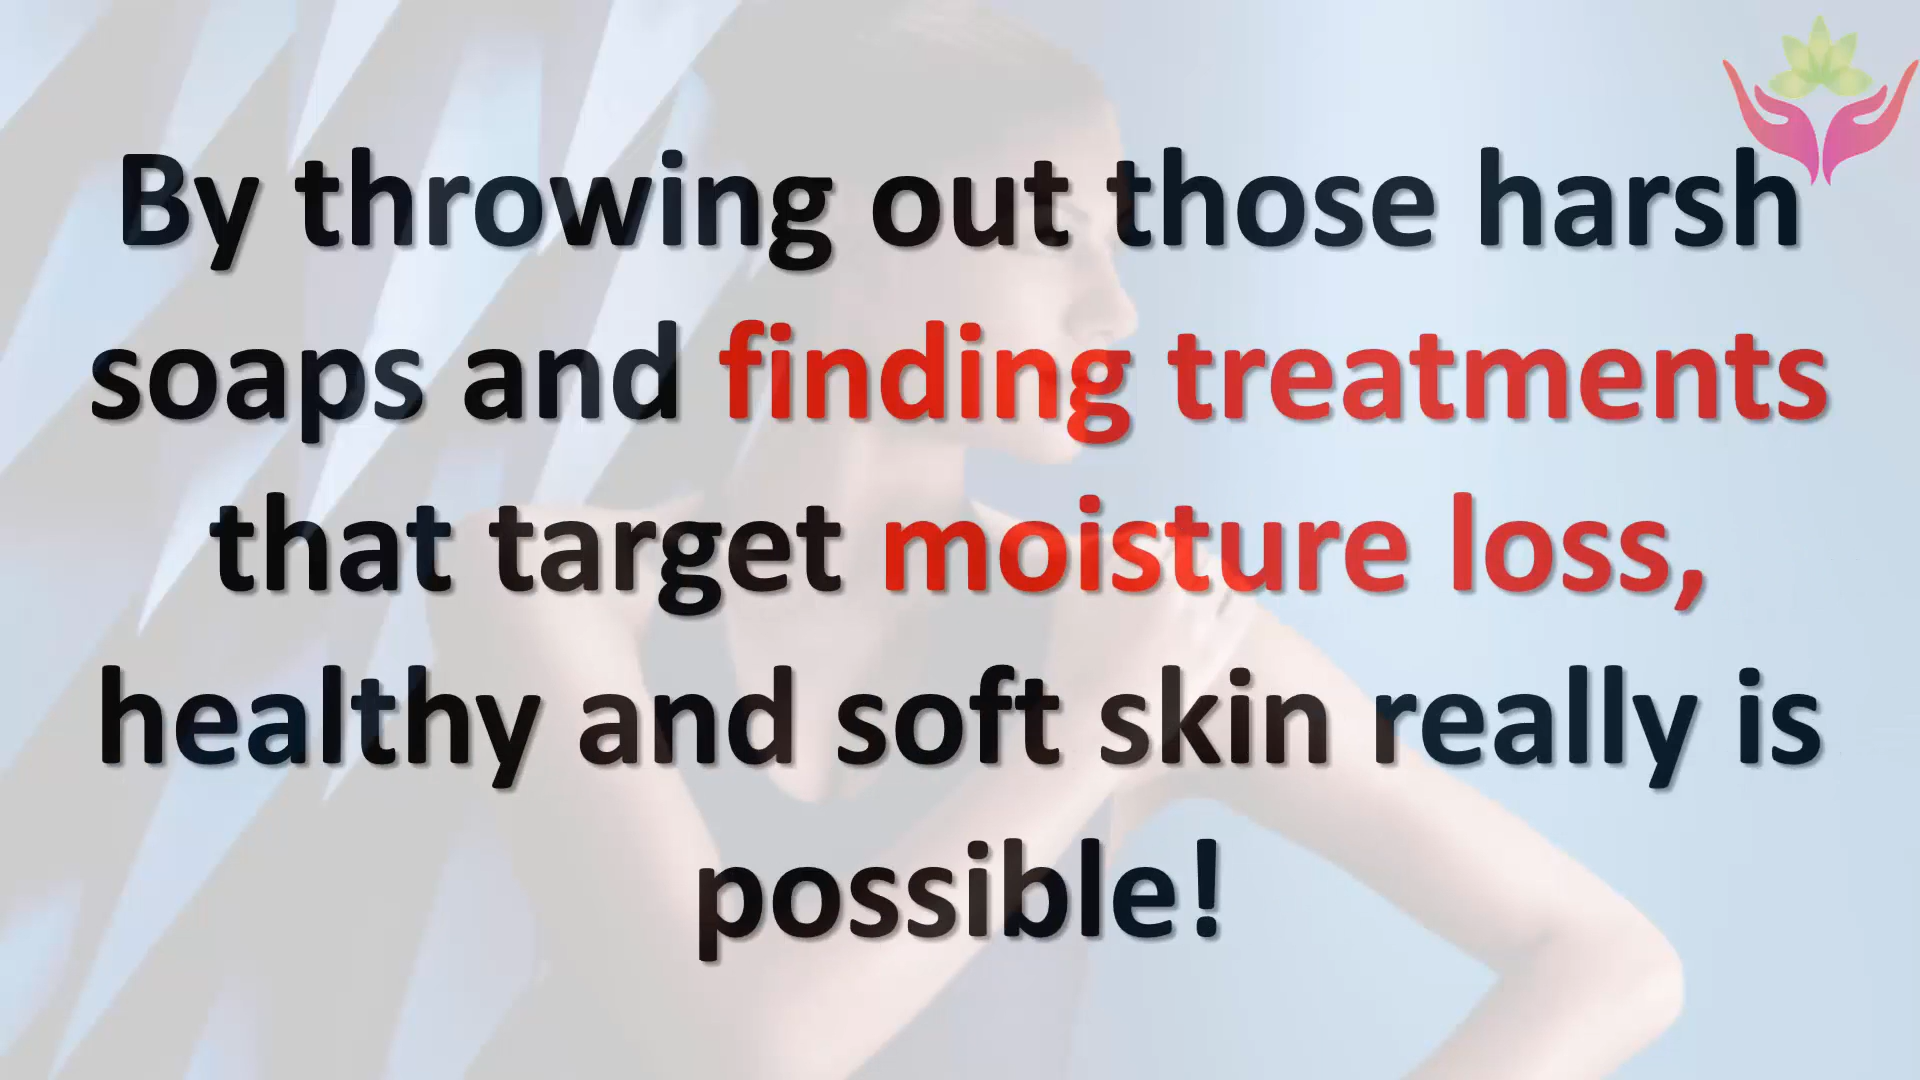 By throwing out those harsh
soaps and finding treatments
that target moisture loss,
healthy and soft skin really is
possible!